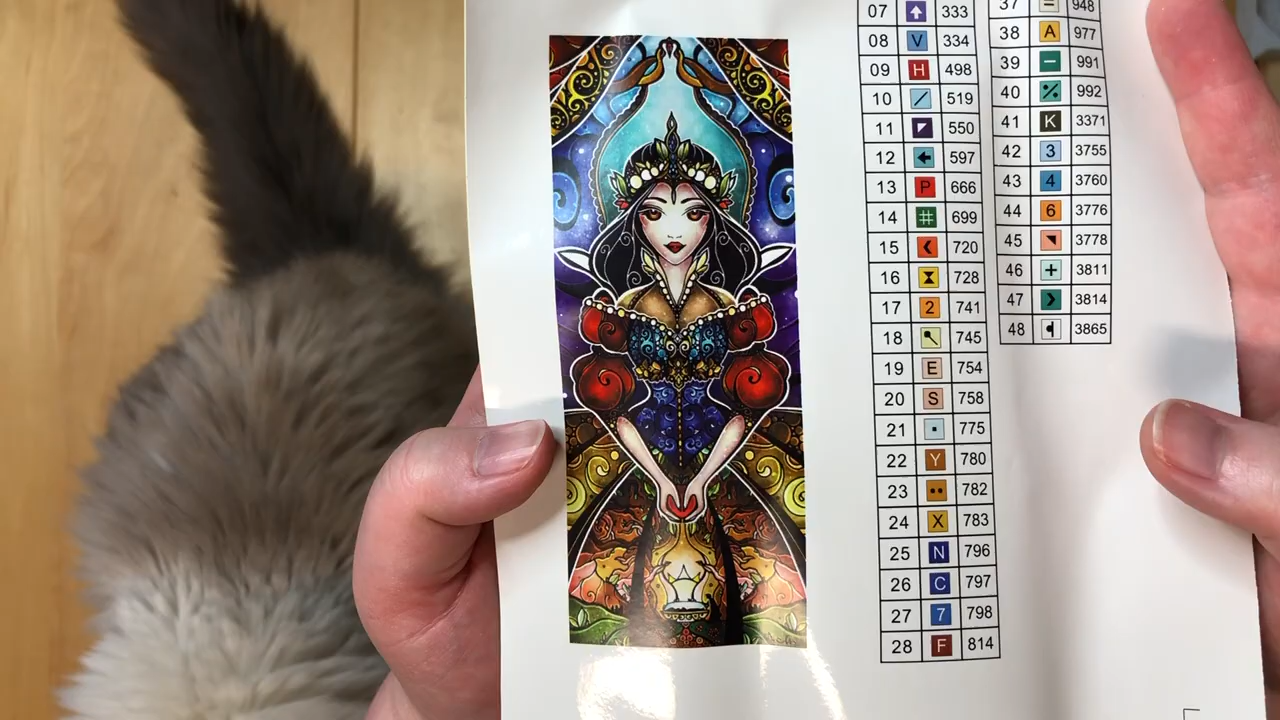 07 ⬆ 333
08 V 334
09 H 498
10 / 519
11 ◤ 550
12 ← 597
13 P 666
14 # 699
15 ❮ 720
16 ⧗ 728
17 2 741
18 745
19 E 754
20 S 758
21 ▪ 775
22 Y 780
23 •• 782
24 X 783
25 N 796
26 C 797
27 7 798
28 F 814
37 = 948
38 A 977
39 − 991
40 % 992
41 K 3371
42 3 3755
43 4 3760
44 6 3776
45 ◥ 3778
46 + 3811
47 ❯ 3814
48 ¶ 3865